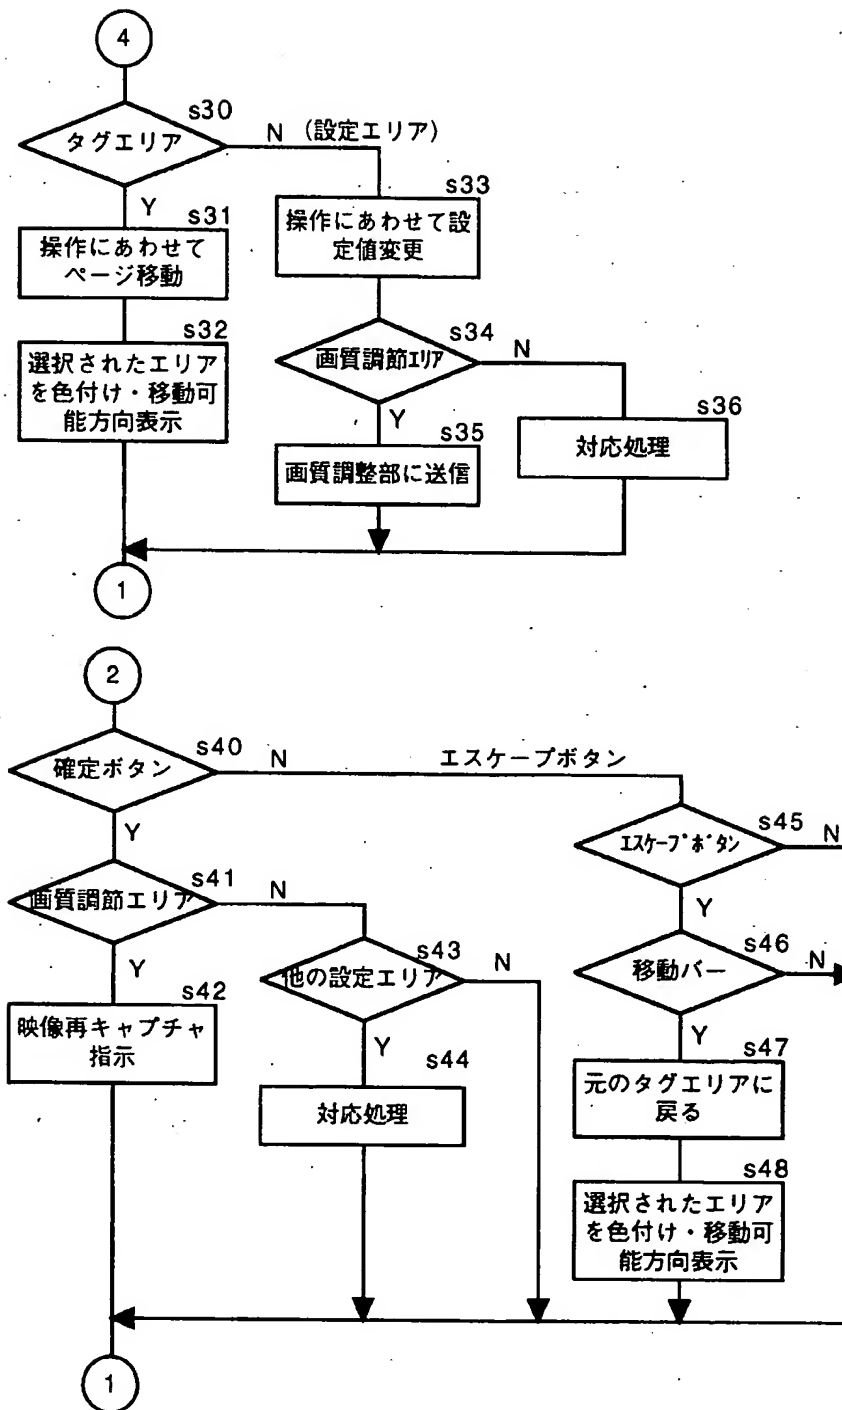 4
s30
タグエリア
N (設定エリア)
Y
s31
操作にあわせて
ページ移動
s32
選択されたエリア
を色付け・移動可
能方向表示
s33
操作にあわせて設
定値変更
s34
画質調節エリア
N
Y
s35
画質調整部に送信
s36
対応処理
1
2
s40
確定ボタン
N
エスケープボタン
Y
s41
画質調節エリア
N
Y
s42
映像再キャプチャ
指示
s43
他の設定エリア
N
Y
s44
対応処理
s45
エスケープボタン
N
Y
s46
移動バー
N
Y
s47
元のタグエリアに
戻る
s48
選択されたエリア
を色付け・移動可
能方向表示
1